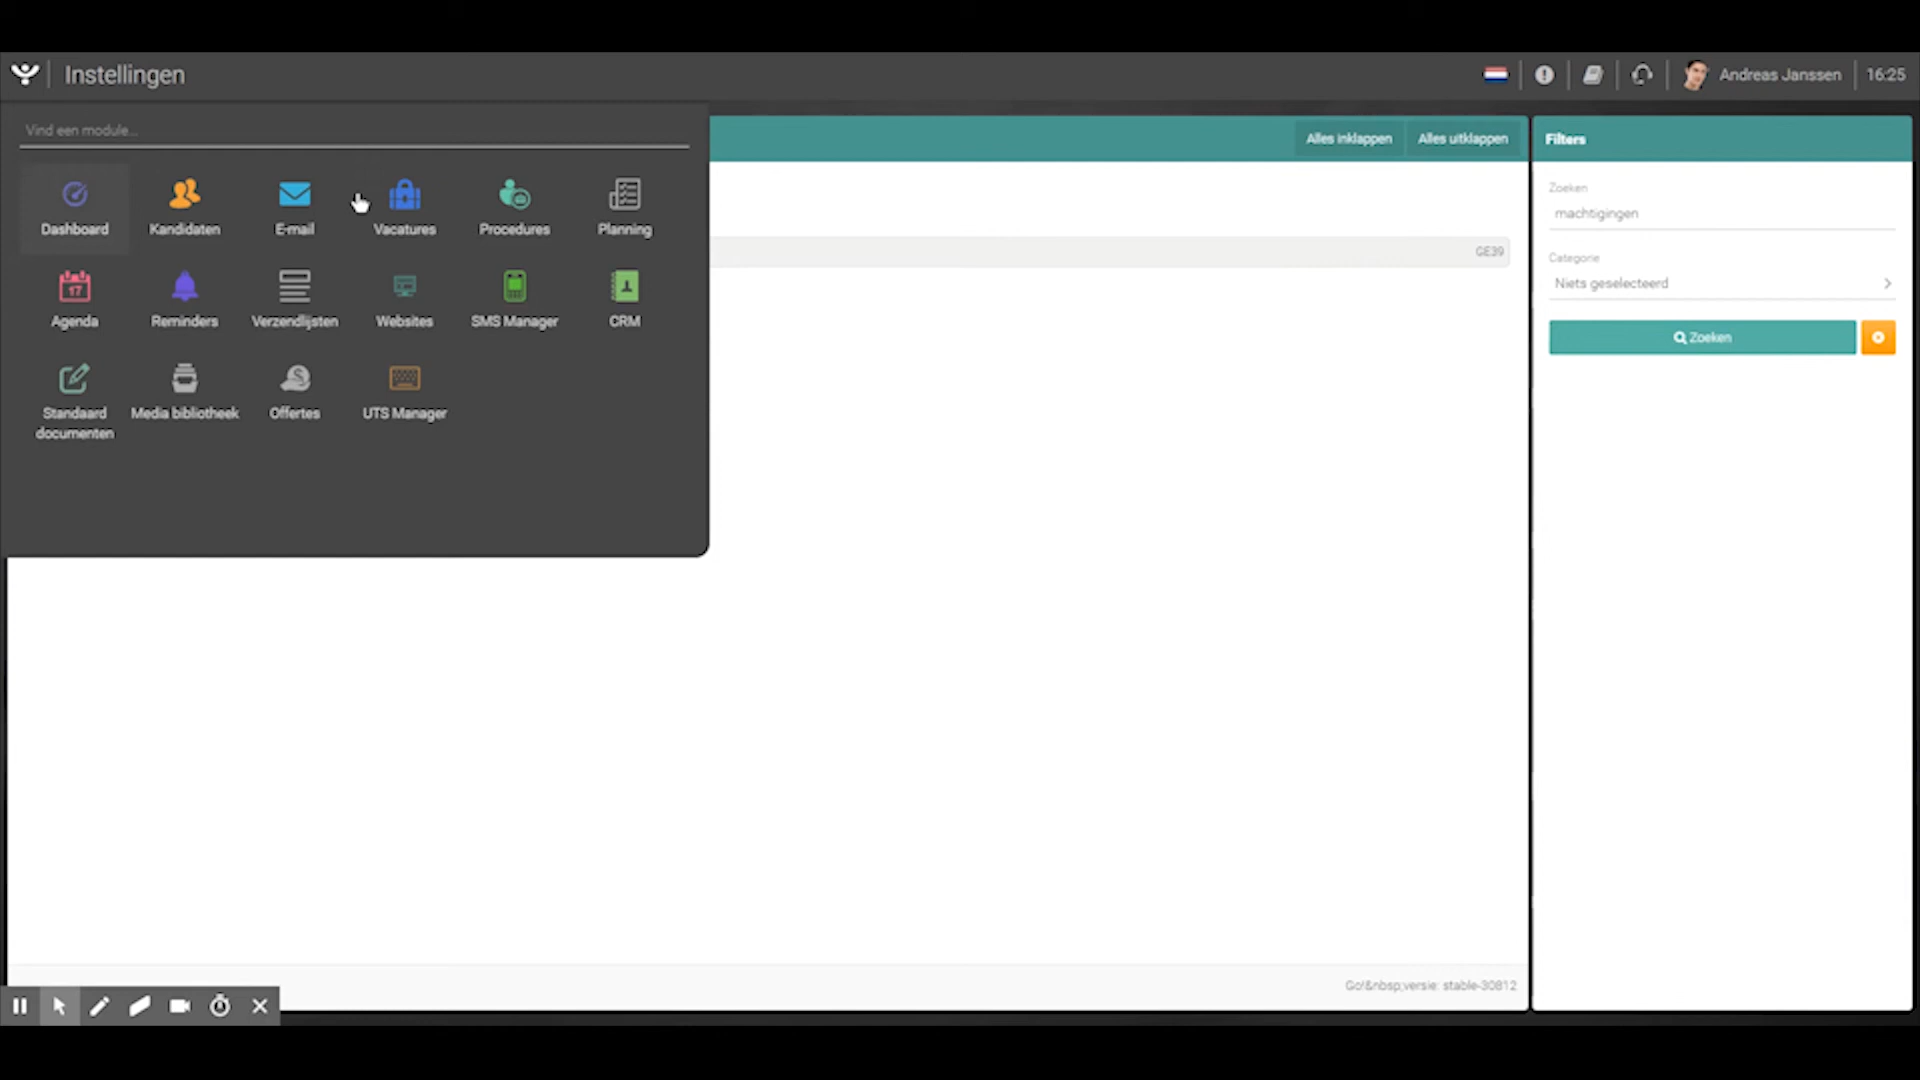 Instellingen
Andreas Janssen
16:25
Vind een module...
Alles inklappen
Alles uitklappen
Filters
Dashboard
Kandidaten
E-mail
Vacatures
Procedures
Planning
Zoeken
machtigingen
GE39
Categorie
Niets geselecteerd
Zoeken
17
Agenda
Reminders
Verzendlijsten
Websites
SMS Manager
CRM
Standaard
documenten
Media bibliotheek
Offertes
UTS Manager
Go!&nbsp;versie: stable-30812